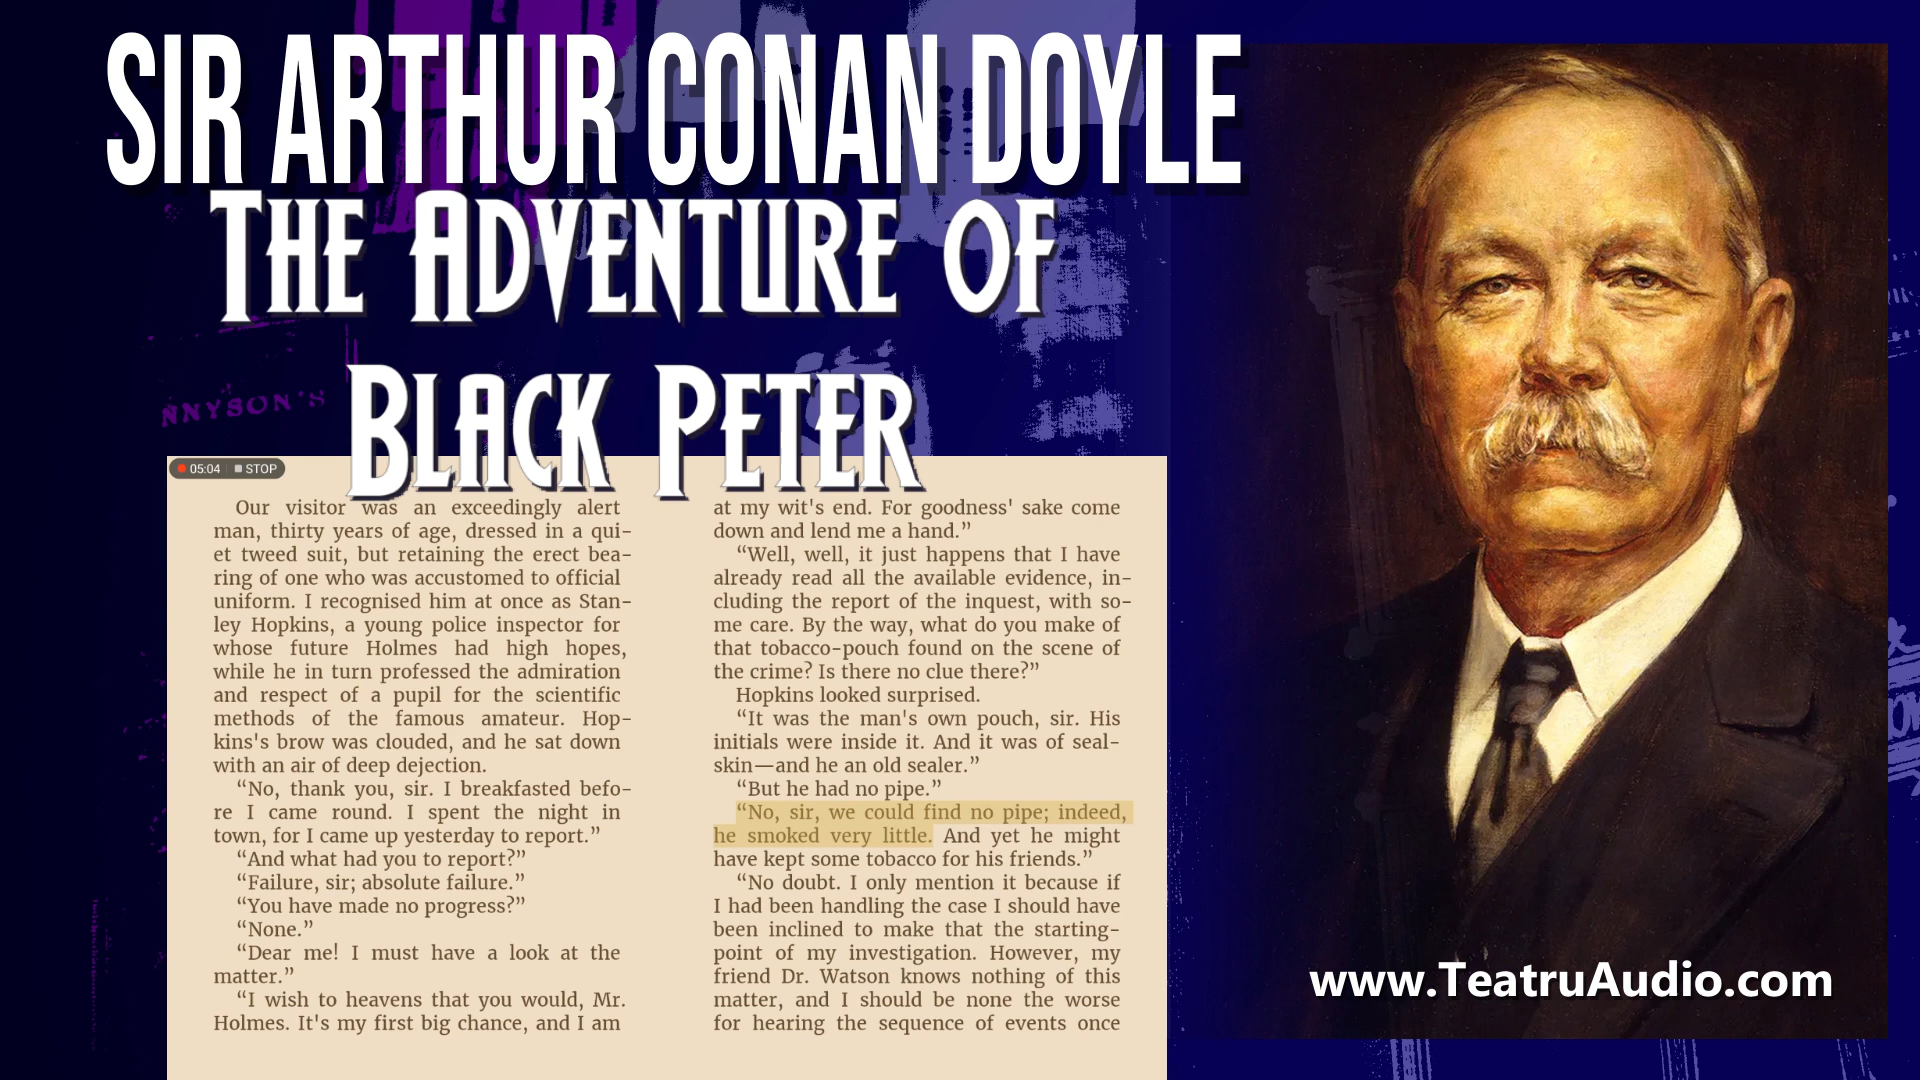 SIR ARTHUR CONAN DOYLE
THE ADVENTURE OF
BLACK PETER
NNYSON'S
05:04 STOP
Our visitor was an exceedingly alert
man, thirty years of age, dressed in a qui-
et tweed suit, but retaining the erect bea-
ring of one who was accustomed to official
uniform. I recognised him at once as Stan-
ley Hopkins, a young police inspector for
whose future Holmes had high hopes,
while he in turn professed the admiration
and respect of a pupil for the scientific
methods of the famous amateur. Hop-
kins's brow was clouded, and he sat down
with an air of deep dejection.
“No, thank you, sir. I breakfasted befo-
re I came round. I spent the night in
town, for I came up yesterday to report.”
“And what had you to report?”
“Failure, sir; absolute failure.”
“You have made no progress?”
“None.”
“Dear me! I must have a look at the
matter.”
“I wish to heavens that you would, Mr.
Holmes. It's my first big chance, and I am
at my wit's end. For goodness' sake come
down and lend me a hand.”
“Well, well, it just happens that I have
already read all the available evidence, in-
cluding the report of the inquest, with so-
me care. By the way, what do you make of
that tobacco-pouch found on the scene of
the crime? Is there no clue there?”
Hopkins looked surprised.
“It was the man's own pouch, sir. His
initials were inside it. And it was of seal-
skin—and he an old sealer.”
“But he had no pipe.”
“No, sir, we could find no pipe; indeed,
he smoked very little. And yet he might
have kept some tobacco for his friends.”
“No doubt. I only mention it because if
I had been handling the case I should have
been inclined to make that the starting-
point of my investigation. However, my
friend Dr. Watson knows nothing of this
matter, and I should be none the worse
for hearing the sequence of events once
www.TeatruAudio.com